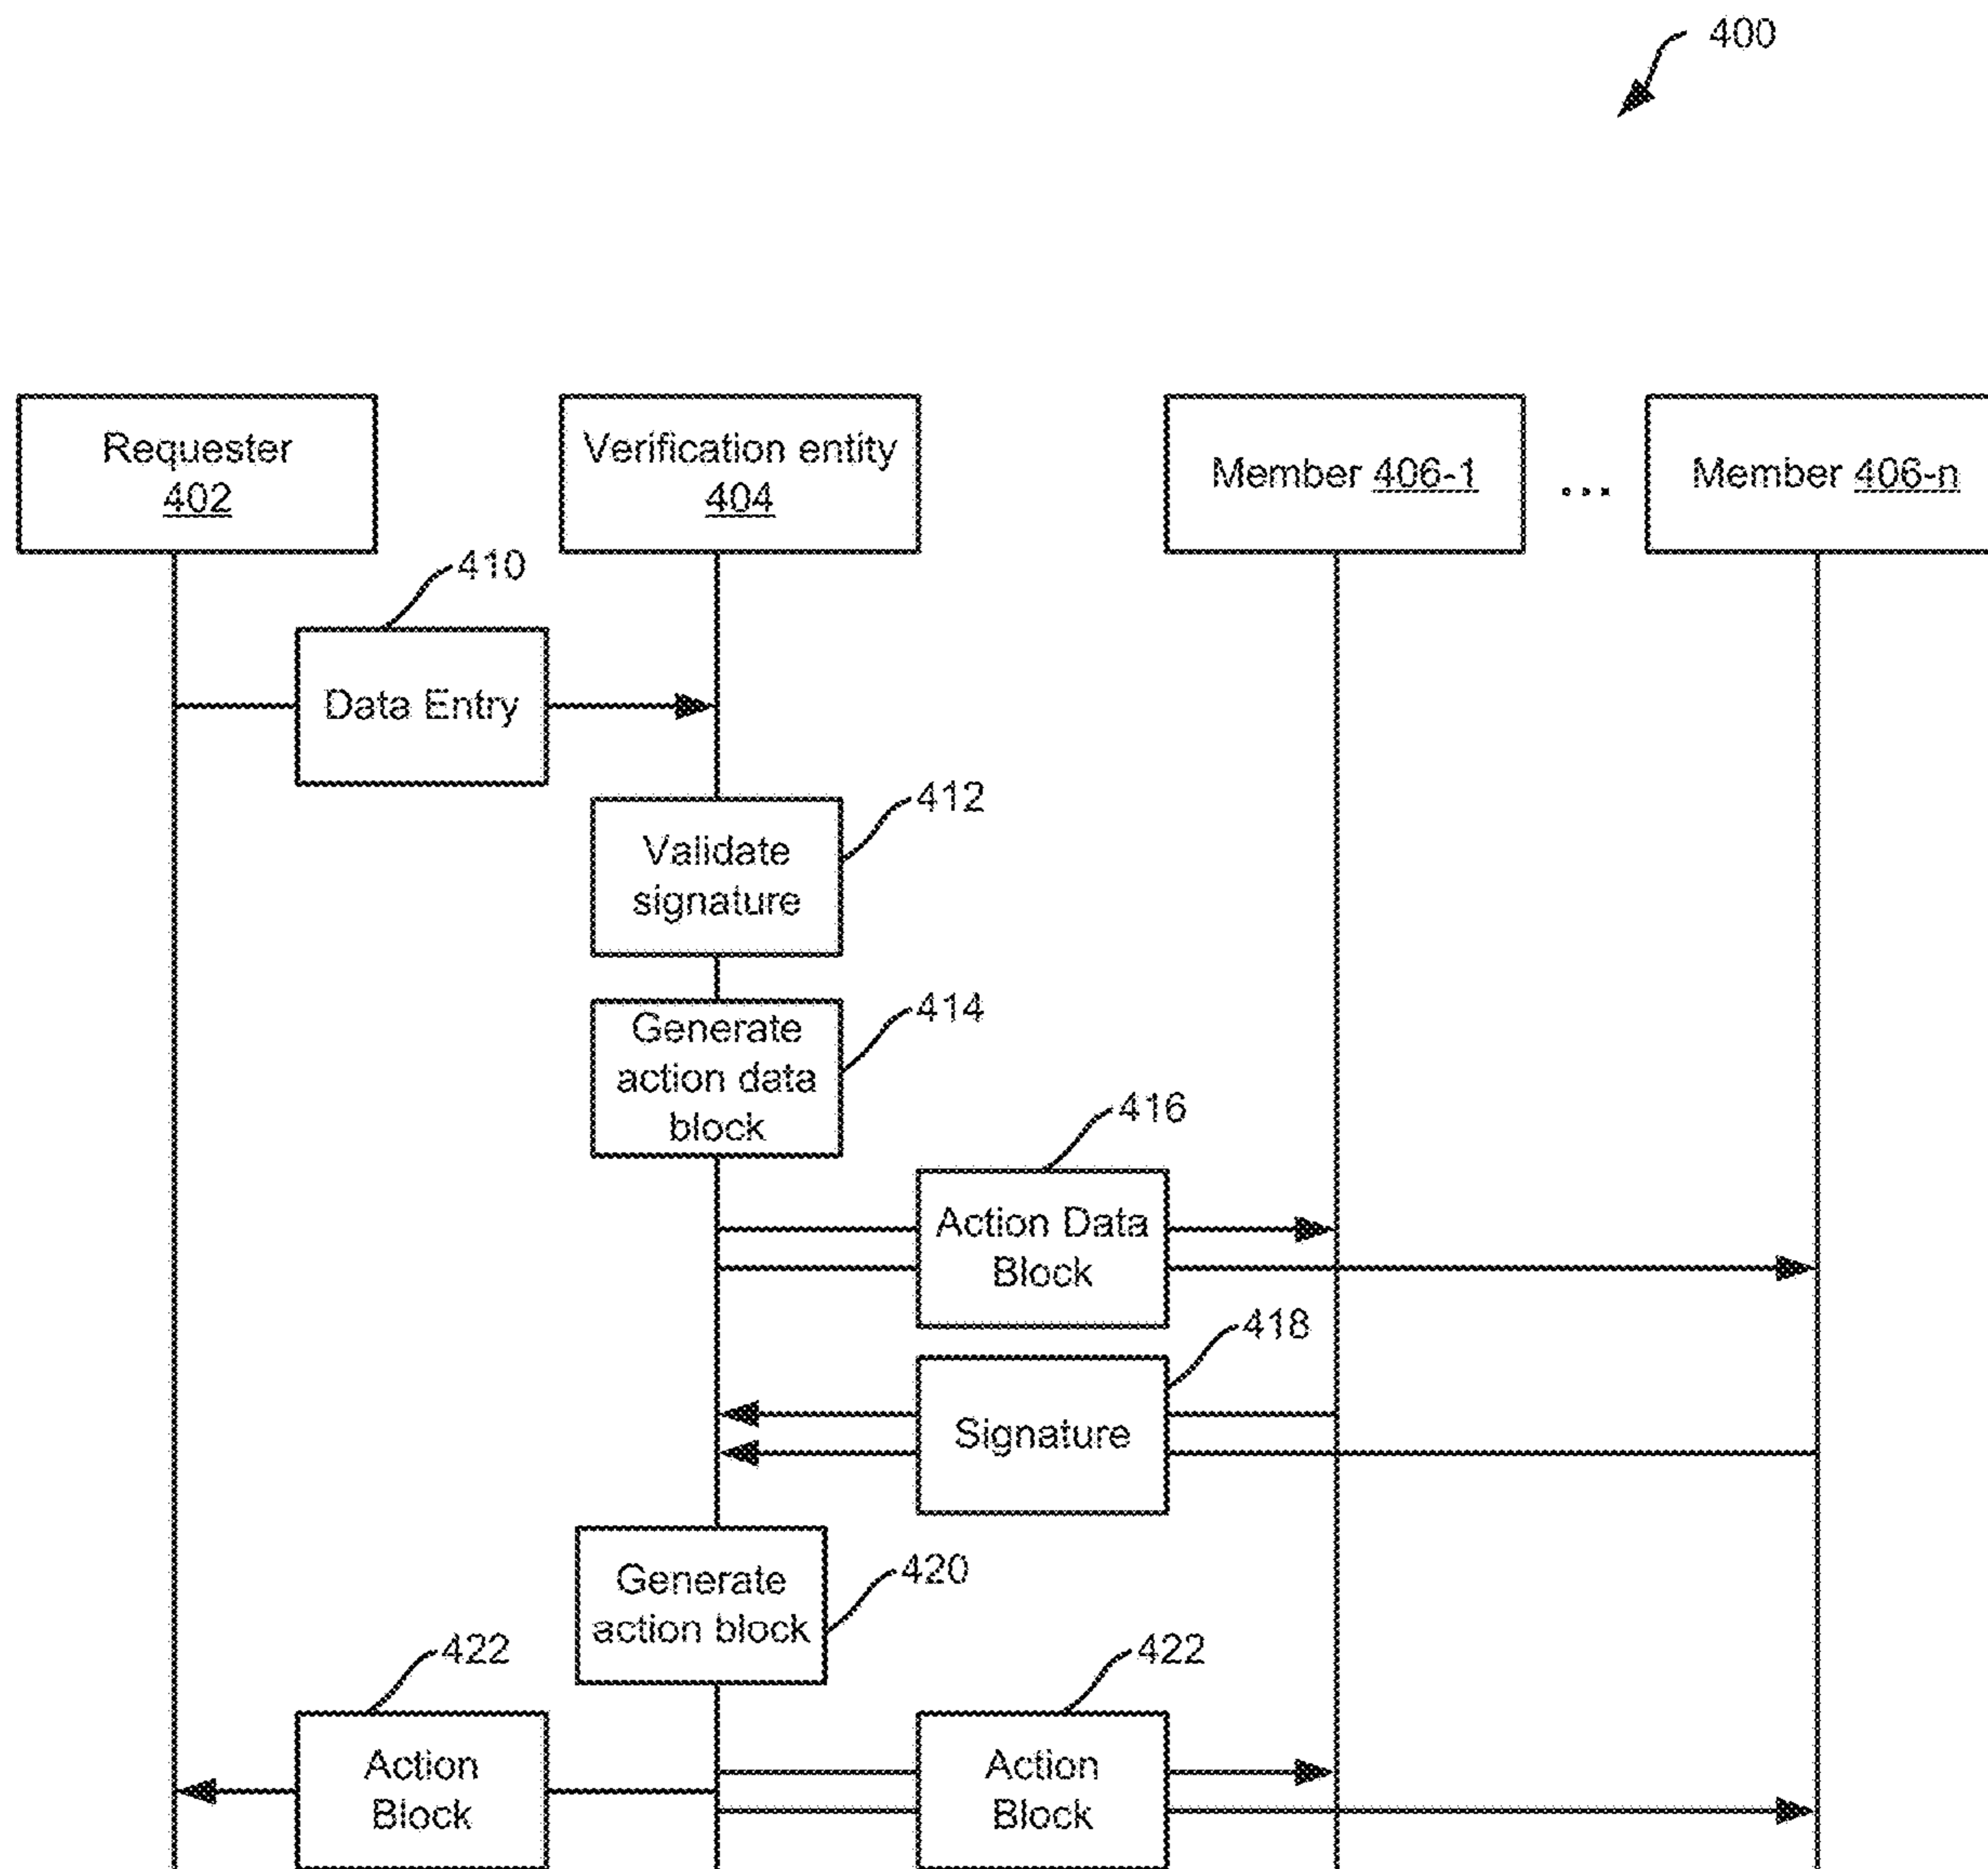 400
Requester
402
Verification entity
404
Member 406-1
...
Member 406-n
410
Data Entry
412
Validate
signature
414
Generate
action data
block
416
Action Data
Block
418
Signature
420
Generate
action block
422
Action
Block
422
Action
Block